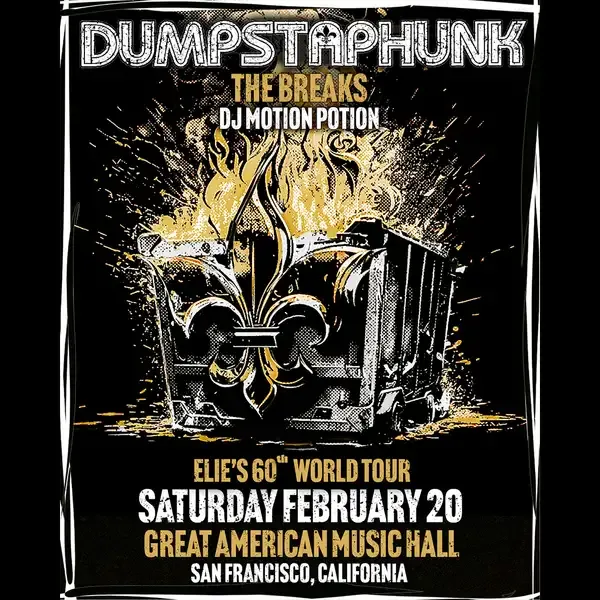 DUMPSTAPHUNK
THE BREAKS
DJ MOTION POTION
ELIE'S 60th WORLD TOUR
SATURDAY FEBRUARY 20
GREAT AMERICAN MUSIC HALL
SAN FRANCISCO, CALIFORNIA